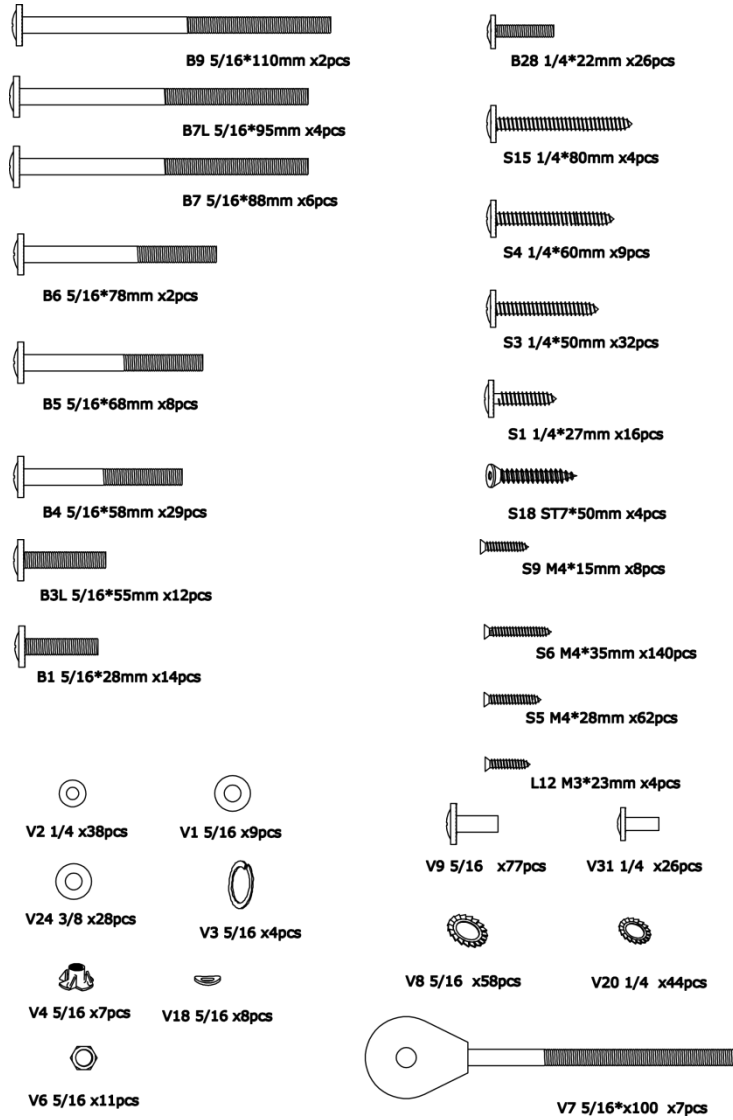 B9 5/16*110mm x2pcs
B7L 5/16*95mm x4pcs
B7 5/16*88mm x6pcs
B6 5/16*78mm x2pcs
B5 5/16*68mm x8pcs
B4 5/16*58mm x29pcs
B3L 5/16*55mm x12pcs
B1 5/16*28mm x14pcs
B28 1/4*22mm x26pcs
S15 1/4*80mm x4pcs
S4 1/4*60mm x9pcs
S3 1/4*50mm x32pcs
S1 1/4*27mm x16pcs
S18 ST7*50mm x4pcs
S9 M4*15mm x8pcs
S6 M4*35mm x140pcs
S5 M4*28mm x62pcs
L12 M3*23mm x4pcs
V2 1/4 x38pcs
V1 5/16 x9pcs
V24 3/8 x28pcs
V3 5/16 x4pcs
V4 5/16 x7pcs
V18 5/16 x8pcs
V6 5/16 x11pcs
V9 5/16 x77pcs
V31 1/4 x26pcs
V8 5/16 x58pcs
V20 1/4 x44pcs
V7 5/16*x100 x7pcs